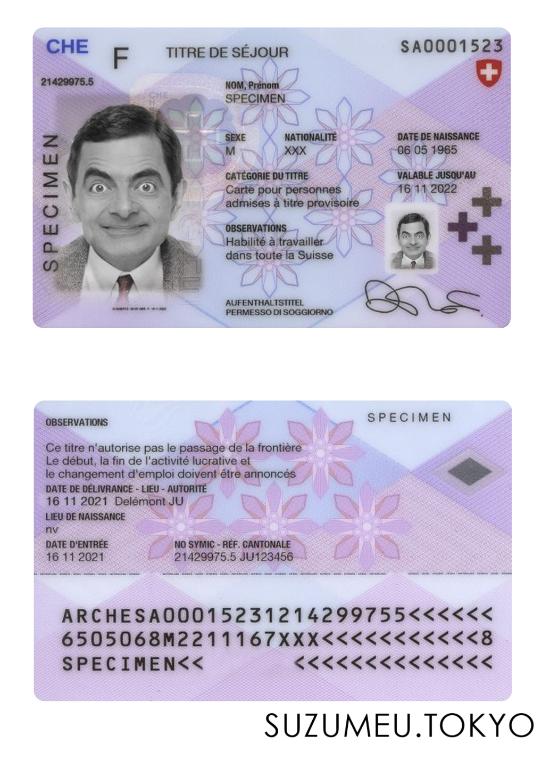 CHE F TITRE DE SÉJOUR SA0001523
21429975.5
NOM, Prénom
SPECIMEN
SEXE NATIONALITÉ DATE DE NAISSANCE
M XXX 06 05 1965
CATÉGORIE DU TITRE VALABLE JUSQU'AU
Carte pour personnes 16 11 2022
admises à titre provisoire
OBSERVATIONS
Habilité à travailler
dans toute la Suisse
AUFENTHALTSTITEL
PERMESSO DI SOGGIORNO
SPECIMEN
SPECIMEN
OBSERVATIONS
Ce titre n'autorise pas le passage de la frontière
Le début, la fin de l'activité lucrative et
le changement d'emploi doivent être annoncés
DATE DE DÉLIVRANCE - LIEU - AUTORITÉ
16 11 2021 Delémont JU
LIEU DE NAISSANCE
nv
DATE D'ENTRÉE NO SYMIC - RÉF. CANTONALE
16 11 2021 21429975.5 JU123456
ARCHESA00015231214299755<<<<<<
6505068M2211167XXX<<<<<<<<<<<8
SPECIMEN<< <<<<<<<<<<<<<<<
SUZUMEU.TOKYO